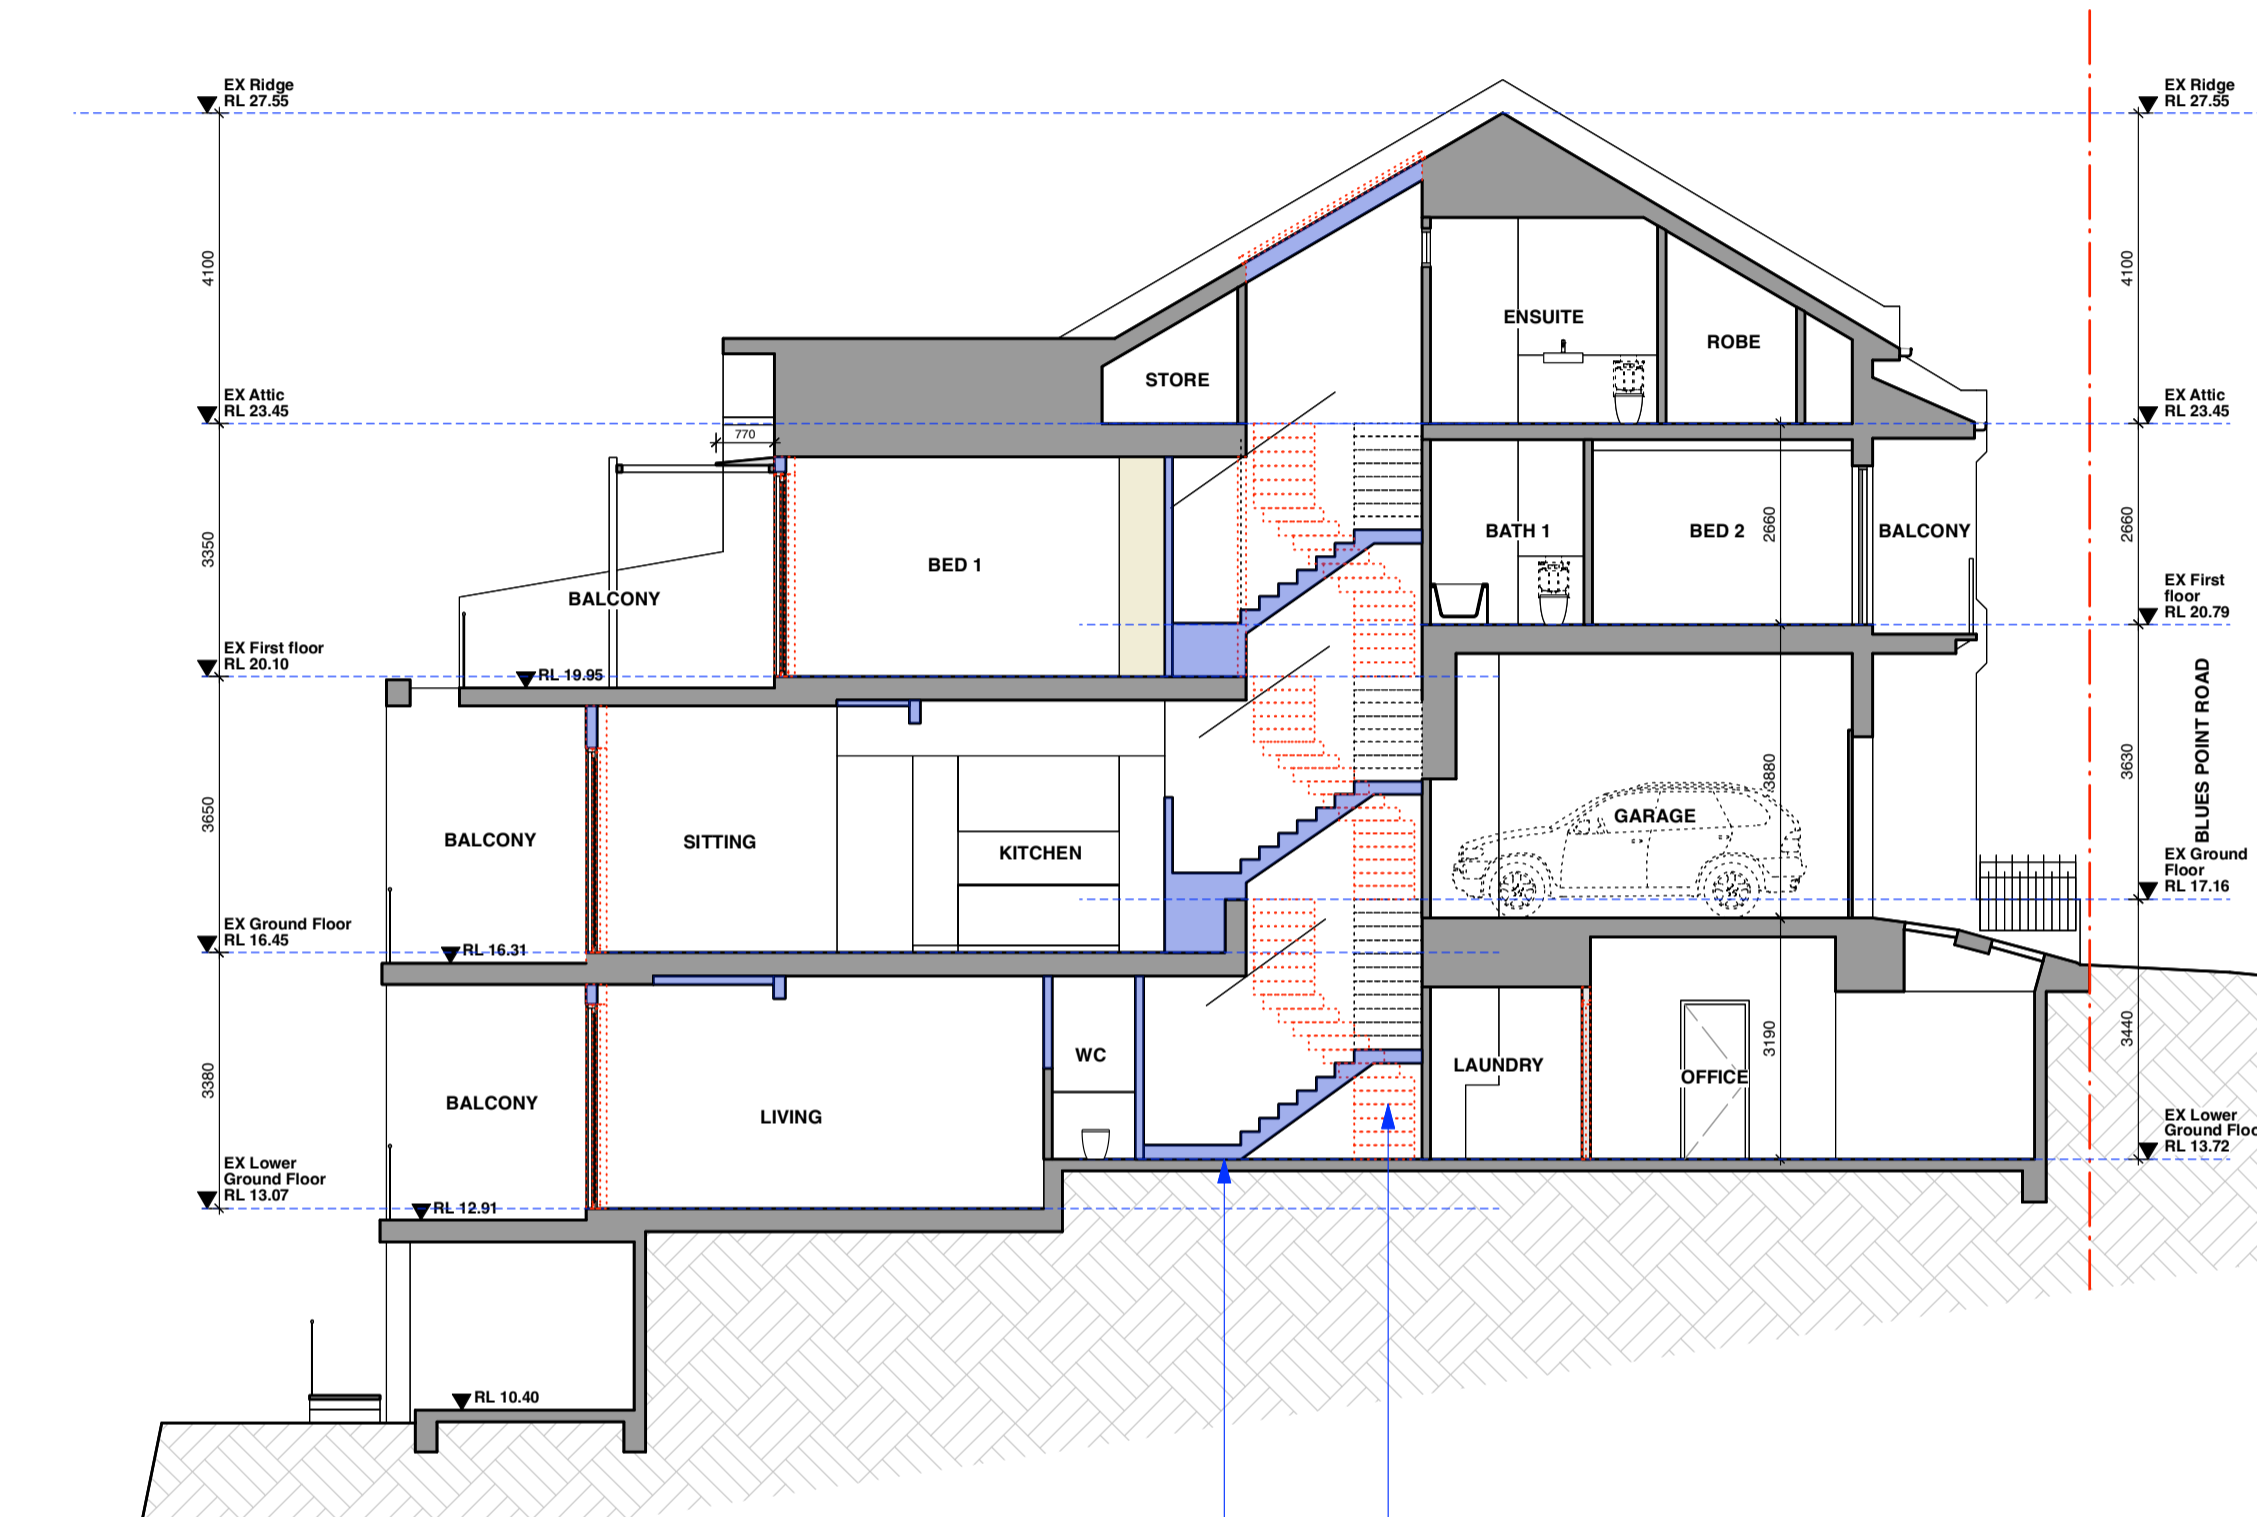 EX Ridge
RL 27.55
EX Ridge
RL 27.55
4100
4100
ENSUITE
ROBE
STORE
EX Attic
RL 23.45
EX Attic
RL 23.45
770
3350
BED 1
BATH 1
BED 2
2660
BALCONY
2660
BALCONY
EX First floor
RL 20.10
RL 19.95
EX First
floor
RL 20.79
BLUES POINT ROAD
3650
BALCONY
SITTING
KITCHEN
GARAGE
3880
3630
EX Ground
Floor
RL 17.16
EX Ground Floor
RL 16.45
RL 16.31
3380
BALCONY
LIVING
WC
LAUNDRY
OFFICE
3190
3440
EX Lower
Ground Floor
RL 13.07
RL 12.91
EX Lower
Ground Floo
RL 13.72
RL 10.40